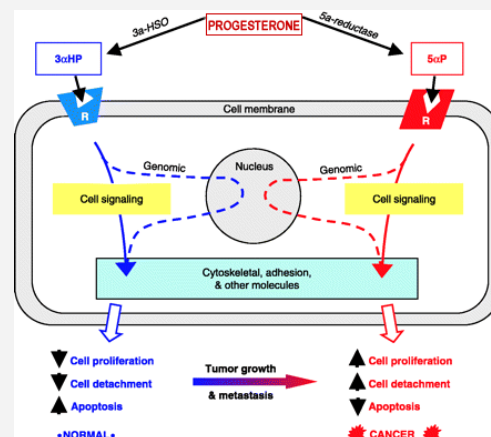 PROGESTERONE
3a-HSO
5a-reductase
3αHP
5αP
R
R
Cell membrane
Genomic
Nucleus
Genomic
Cell signaling
Cell signaling
Cytoskeletal, adhesion,
& other molecules
Cell proliferation
Cell detachment
Apoptosis
•NORMAL•
Tumor growth
& metastasis
Cell proliferation
Cell detachment
Apoptosis
CANCER